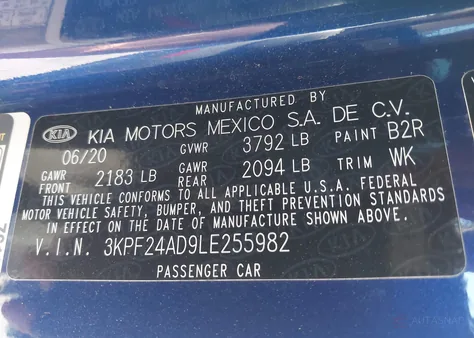 MANUFACTURED BY
KIA KIA MOTORS MEXICO S.A. DE C.V.
06/20 GVWR 3792 LB PAINT B2R
GAWR FRONT 2183 LB GAWR REAR 2094 LB TRIM WK
THIS VEHICLE CONFORMS TO ALL APPLICABLE U.S.A. FEDERAL
MOTOR VEHICLE SAFETY, BUMPER, AND THEFT PREVENTION STANDARDS
IN EFFECT ON THE DATE OF MANUFACTURE SHOWN ABOVE.
V.I.N. 3KPF24AD9LE255982
PASSENGER CAR